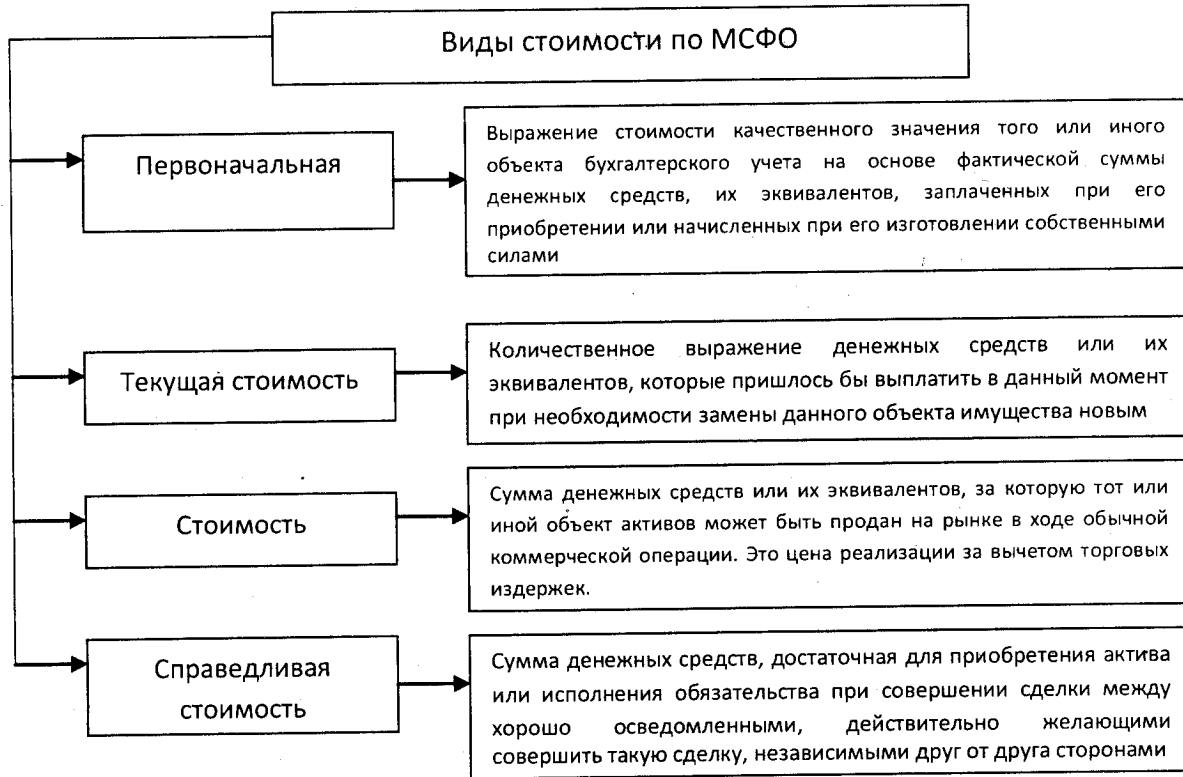 Виды стоимости по МСФО
Первоначальная
Выражение стоимости качественного значения того или иного
объекта бухгалтерского учета на основе фактической суммы
денежных средств, их эквивалентов, заплаченных при его
приобретении или начисленных при его изготовлении собственными
силами
Текущая стоимость
Количественное выражение денежных средств или их
эквивалентов, которые пришлось бы выплатить в данный момент
при необходимости замены данного объекта имущества новым
Стоимость
Сумма денежных средств или их эквивалентов, за которую тот или
иной объект активов может быть продан на рынке в ходе обычной
коммерческой операции. Это цена реализации за вычетом торговых
издержек.
Справедливая
стоимость
Сумма денежных средств, достаточная для приобретения актива
или исполнения обязательства при совершении сделки между
хорошо осведомленными, действительно желающими
совершить такую сделку, независимыми друг от друга сторонами